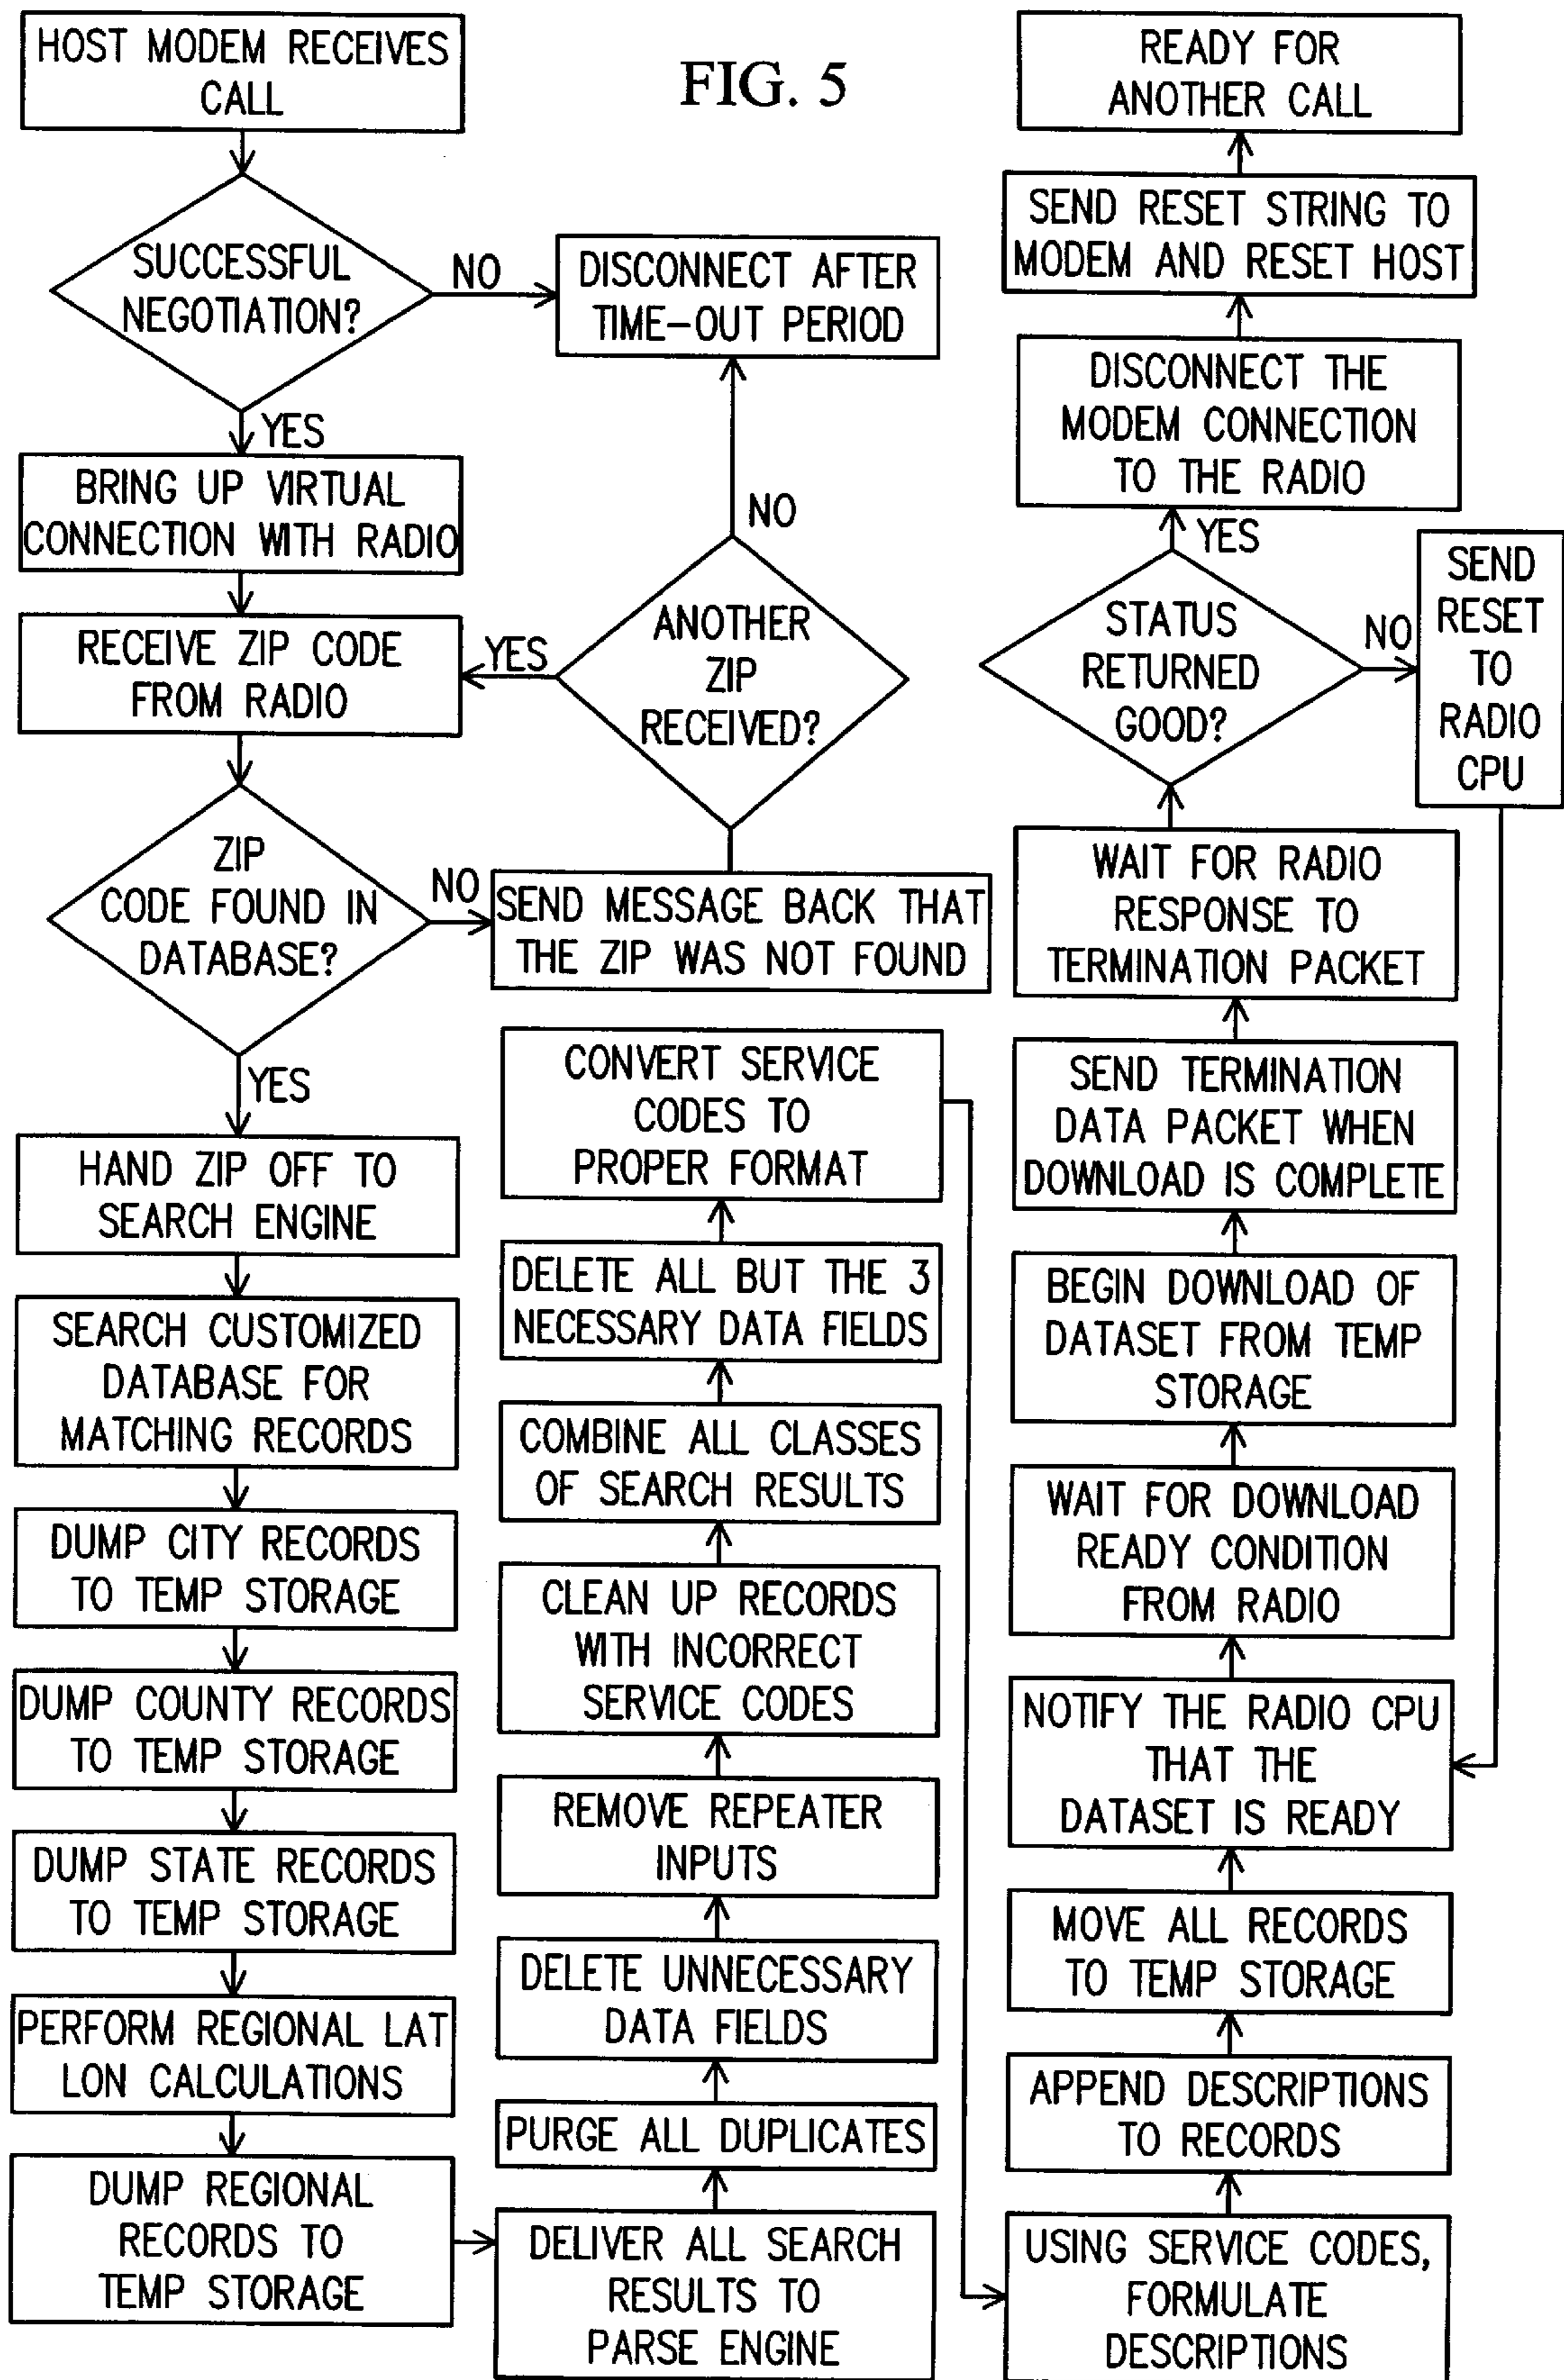 FIG. 5
HOST MODEM RECEIVES
CALL
SUCCESSFUL
NEGOTIATION?
NO
DISCONNECT AFTER
TIME-OUT PERIOD
YES
BRING UP VIRTUAL
CONNECTION WITH RADIO
RECEIVE ZIP CODE
FROM RADIO
YES
ANOTHER
ZIP
RECEIVED?
NO
ZIP
CODE FOUND IN
DATABASE?
NO
SEND MESSAGE BACK THAT
THE ZIP WAS NOT FOUND
YES
HAND ZIP OFF TO
SEARCH ENGINE
SEARCH CUSTOMIZED
DATABASE FOR
MATCHING RECORDS
DUMP CITY RECORDS
TO TEMP STORAGE
DUMP COUNTY RECORDS
TO TEMP STORAGE
DUMP STATE RECORDS
TO TEMP STORAGE
PERFORM REGIONAL LAT
LON CALCULATIONS
DUMP REGIONAL
RECORDS TO
TEMP STORAGE
DELIVER ALL SEARCH
RESULTS TO
PARSE ENGINE
PURGE ALL DUPLICATES
DELETE UNNECESSARY
DATA FIELDS
REMOVE REPEATER
INPUTS
CLEAN UP RECORDS
WITH INCORRECT
SERVICE CODES
COMBINE ALL CLASSES
OF SEARCH RESULTS
DELETE ALL BUT THE 3
NECESSARY DATA FIELDS
CONVERT SERVICE
CODES TO
PROPER FORMAT
USING SERVICE CODES,
FORMULATE
DESCRIPTIONS
APPEND DESCRIPTIONS
TO RECORDS
MOVE ALL RECORDS
TO TEMP STORAGE
NOTIFY THE RADIO CPU
THAT THE
DATASET IS READY
WAIT FOR DOWNLOAD
READY CONDITION
FROM RADIO
BEGIN DOWNLOAD OF
DATASET FROM TEMP
STORAGE
SEND TERMINATION
DATA PACKET WHEN
DOWNLOAD IS COMPLETE
WAIT FOR RADIO
RESPONSE TO
TERMINATION PACKET
STATUS
RETURNED
GOOD?
NO
SEND
RESET
TO
RADIO
CPU
YES
DISCONNECT THE
MODEM CONNECTION
TO THE RADIO
SEND RESET STRING TO
MODEM AND RESET HOST
READY FOR
ANOTHER CALL